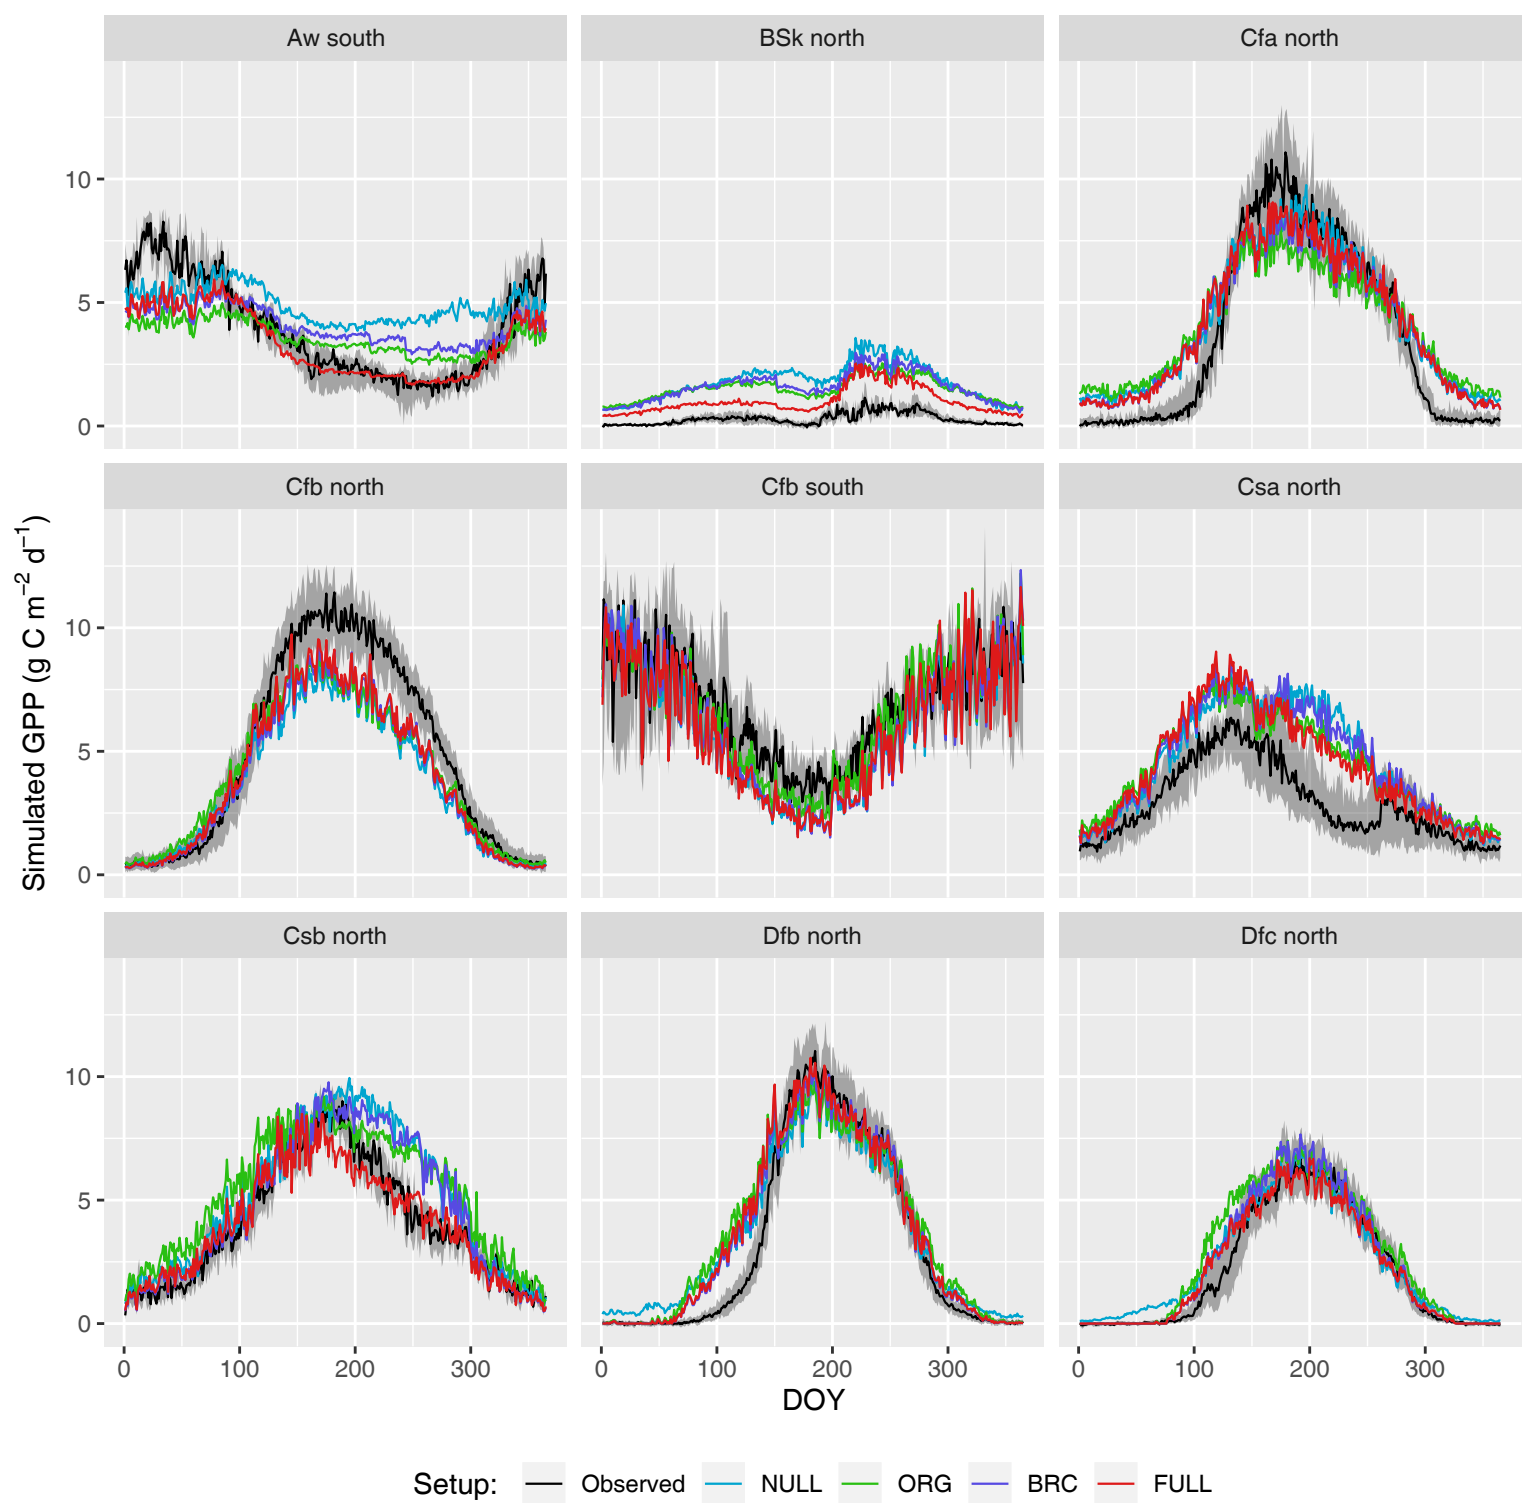 Aw south
BSk north
Cfa north
10
5
0
Cfb north
Cfb south
Csa north
10
5
0
Simulated GPP (g C m⁻² d⁻¹)
Csb north
Dfb north
Dfc north
10
5
0
0 100 200 300
0 100 200 300
0 100 200 300
DOY
Setup: Observed NULL ORG BRC FULL